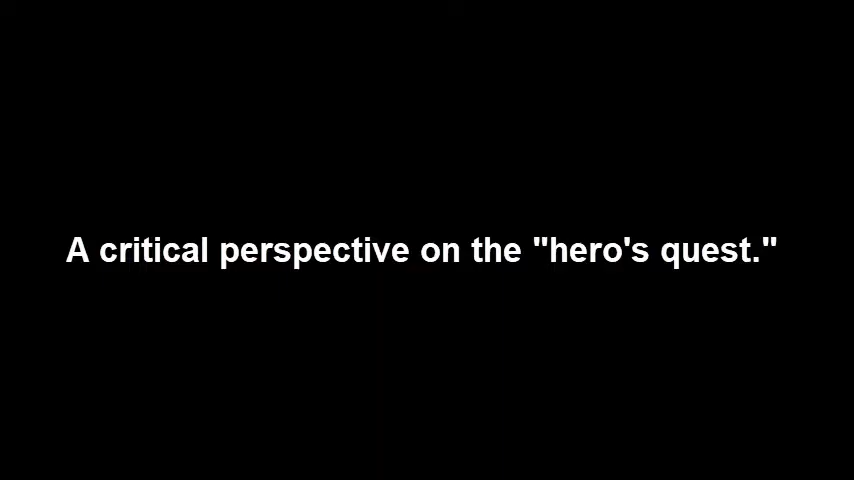 A critical perspective on the "hero's quest."